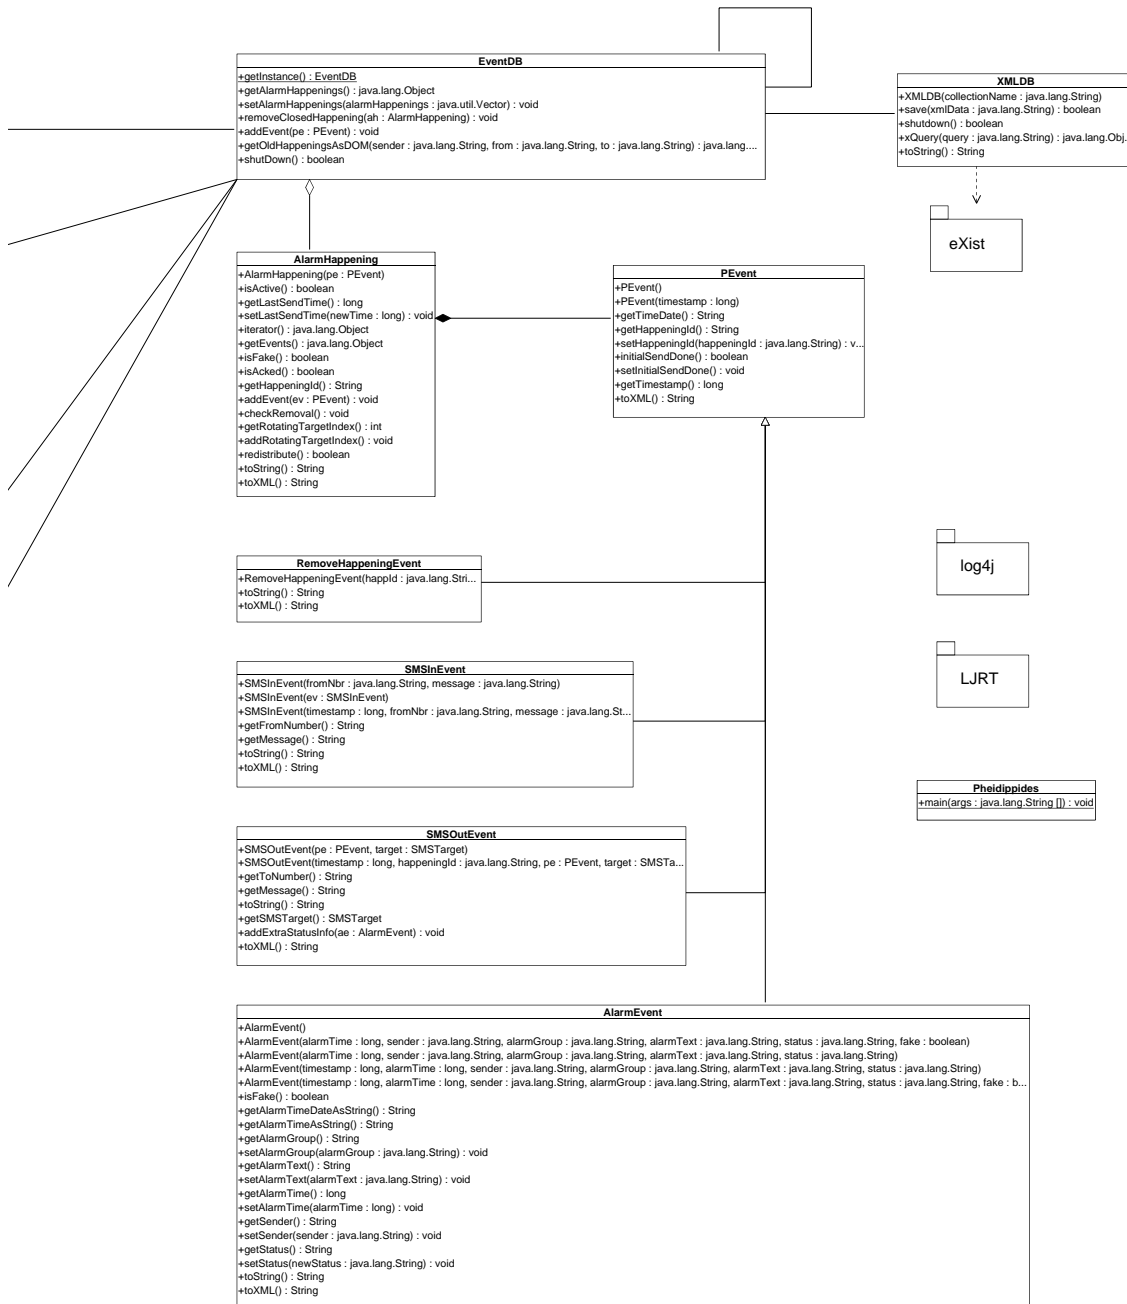 EventDB
+getInstance() : EventDB
+getAlarmHappenings() : java.lang.Object
+setAlarmHappenings(alarmHappenings : java.util.Vector) : void
+removeClosedHappening(ah : AlarmHappening) : void
+addEvent(pe : PEvent) : void
+getOldHappeningsAsDOM(sender : java.lang.String, from : java.lang.String, to : java.lang.String) : java.lang....
+shutDown() : boolean
XMLDB
+XMLDB(collectionName : java.lang.String)
+save(xmlData : java.lang.String) : boolean
+shutdown() : boolean
+xQuery(query : java.lang.String) : java.lang.Obj..
+toString() : String
eXist
AlarmHappening
+AlarmHappening(pe : PEvent)
+isActive() : boolean
+getLastSendTime() : long
+setLastSendTime(newTime : long) : void
+iterator() : java.lang.Object
+getEvents() : java.lang.Object
+isFake() : boolean
+isAcked() : boolean
+getHappeningId() : String
+addEvent(ev : PEvent) : void
+checkRemoval() : void
+getRotatingTargetIndex() : int
+addRotatingTargetIndex() : void
+redistribute() : boolean
+toString() : String
+toXML() : String
PEvent
+PEvent()
+PEvent(timestamp : long)
+getTimeDate() : String
+getHappeningId() : String
+setHappeningId(happeningId : java.lang.String) : v...
+initialSendDone() : boolean
+setInitialSendDone() : void
+getTimestamp() : long
+toXML() : String
RemoveHappeningEvent
+RemoveHappeningEvent(happId : java.lang.Stri...
+toString() : String
+toXML() : String
log4j
SMSInEvent
+SMSInEvent(fromNbr : java.lang.String, message : java.lang.String)
+SMSInEvent(ev : SMSInEvent)
+SMSInEvent(timestamp : long, fromNbr : java.lang.String, message : java.lang.St...
+getFromNumber() : String
+getMessage() : String
+toString() : String
+toXML() : String
LJRT
Pheidippides
+main(args : java.lang.String []) : void
SMSOutEvent
+SMSOutEvent(pe : PEvent, target : SMSTarget)
+SMSOutEvent(timestamp : long, happeningId : java.lang.String, pe : PEvent, target : SMSTa...
+getToNumber() : String
+getMessage() : String
+toString() : String
+getSMSTarget() : SMSTarget
+addExtraStatusInfo(ae : AlarmEvent) : void
+toXML() : String
AlarmEvent
+AlarmEvent()
+AlarmEvent(alarmTime : long, sender : java.lang.String, alarmGroup : java.lang.String, alarmText : java.lang.String, status : java.lang.String, fake : boolean)
+AlarmEvent(alarmTime : long, sender : java.lang.String, alarmGroup : java.lang.String, alarmText : java.lang.String, status : java.lang.String)
+AlarmEvent(timestamp : long, alarmTime : long, sender : java.lang.String, alarmGroup : java.lang.String, alarmText : java.lang.String, status : java.lang.String)
+AlarmEvent(timestamp : long, alarmTime : long, sender : java.lang.String, alarmGroup : java.lang.String, alarmText : java.lang.String, status : java.lang.String, fake : b...
+isFake() : boolean
+getAlarmTimeDateAsString() : String
+getAlarmTimeAsString() : String
+getAlarmGroup() : String
+setAlarmGroup(alarmGroup : java.lang.String) : void
+getAlarmText() : String
+setAlarmText(alarmText : java.lang.String) : void
+getAlarmTime() : long
+setAlarmTime(alarmTime : long) : void
+getSender() : String
+setSender(sender : java.lang.String) : void
+getStatus() : String
+setStatus(newStatus : java.lang.String) : void
+toString() : String
+toXML() : String